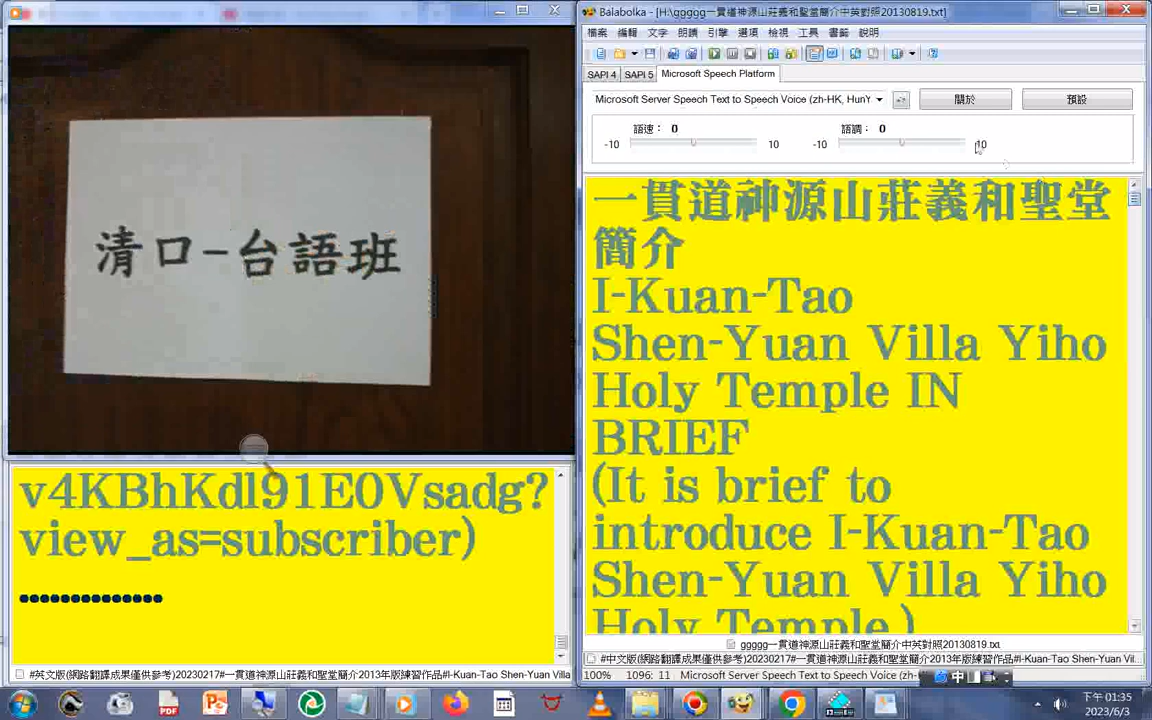 清口-台語班
v4KBhKdl91E0Vsadg?
view_as=subscriber)
••••••••••••••
#英文版(網路翻譯成果僅供參考)20230217#一貫道神源山莊義和聖堂簡介2013年版練習作品#I-Kuan-Tao Shen-Yuan Villa
Balabolka - [H:\ggggg一貫道神源山莊義和聖堂簡介中英對照20130819.txt]
檔案 編輯 文字 朗讀 引擎 選項 檢視 工具 書籤 說明
SAPI 4 SAPI 5 Microsoft Speech Platform
Microsoft Server Speech Text to Speech Voice (zh-HK, HunY 關於 預設
語速： 0 語調： 0
-10 10 -10 10
一貫道神源山莊義和聖堂
簡介
I-Kuan-Tao
Shen-Yuan Villa Yiho
Holy Temple IN
BRIEF
(It is brief to
introduce I-Kuan-Tao
Shen-Yuan Villa Yiho
Holy Temple.)
ggggg一貫道神源山莊義和聖堂簡介中英對照20130819.txt
#中文版(網路翻譯成果僅供參考)20230217#一貫道神源山莊義和聖堂簡介2013年版練習作品#I-Kuan-Tao Shen-Yuan Vil...
100% 1096: 11 Microsoft Server Speech Text to Speech Voice (zh-
中
PDF
下午 01:35
2023/6/3